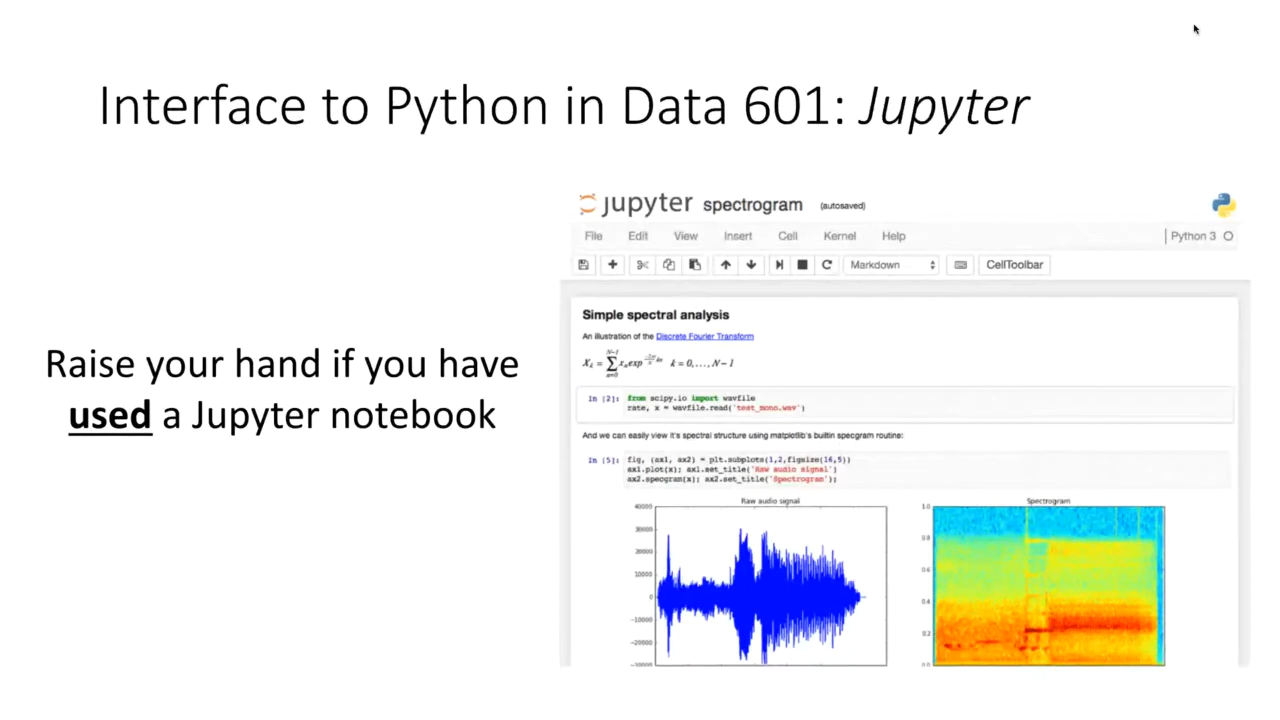 Interface to Python in Data 601: Jupyter
Raise your hand if you have
used a Jupyter notebook
jupyter spectrogram (autosaved)
File Edit View Insert Cell Kernel Help Python 3
Markdown CellToolbar
Simple spectral analysis
An illustration of the Discrete Fourier Transform
k = 0, . . . , N − 1
In [2]: from scipy.io import wavfile
rate, x = wavfile.read('test_mono.wav')
And we can easily view it's spectral structure using matplotlib's builtin specgram routine:
In [5]: fig, (ax1, ax2) = plt.subplots(1,2,figsize(16,5))
ax1.plot(x); ax1.set_title('Raw audio signal')
ax2.specgram(x); ax2.set_title('Spectrogram');
Raw audio signal Spectrogram
40000 1.0
30000
20000 0.8
10000 0.6
0
−10000 0.4
−20000 0.2
−30000 0.0